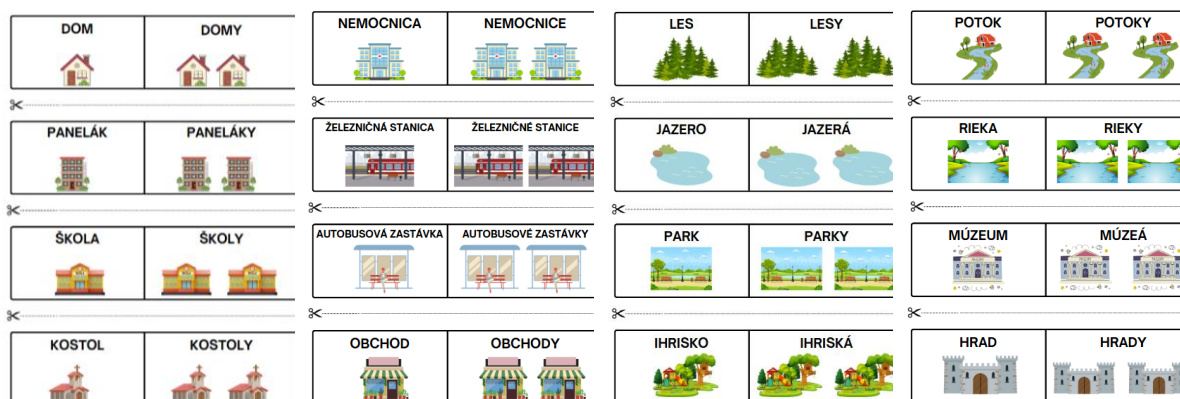 DOM DOMY
PANELÁK PANELÁKY
ŠKOLA ŠKOLY
KOSTOL KOSTOLY
NEMOCNICA NEMOCNICE
ŽELEZNIČNÁ STANICA ŽELEZNIČNÉ STANICE
AUTOBUSOVÁ ZASTÁVKA AUTOBUSOVÉ ZASTÁVKY
OBCHOD OBCHODY
LES LESY
JAZERO JAZERÁ
PARK PARKY
IHRISKO IHRISKÁ
POTOK POTOKY
RIEKA RIEKY
MÚZEUM MÚZEÁ
HRAD HRADY